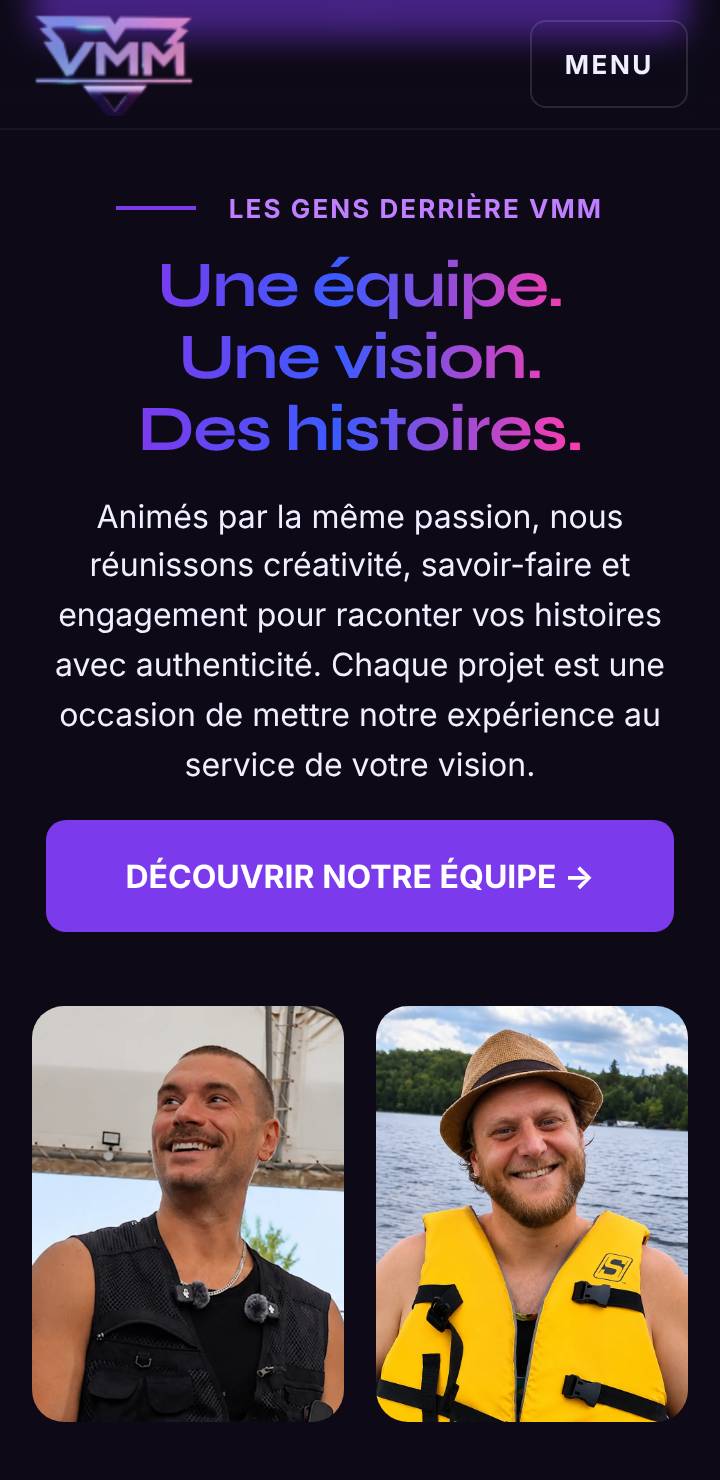 VMM
MENU
LES GENS DERRIÈRE VMM
Une équipe.
Une vision.
Des histoires.
Animés par la même passion, nous
réunissons créativité, savoir-faire et
engagement pour raconter vos histoires
avec authenticité. Chaque projet est une
occasion de mettre notre expérience au
service de votre vision.
DÉCOUVRIR NOTRE ÉQUIPE →
S